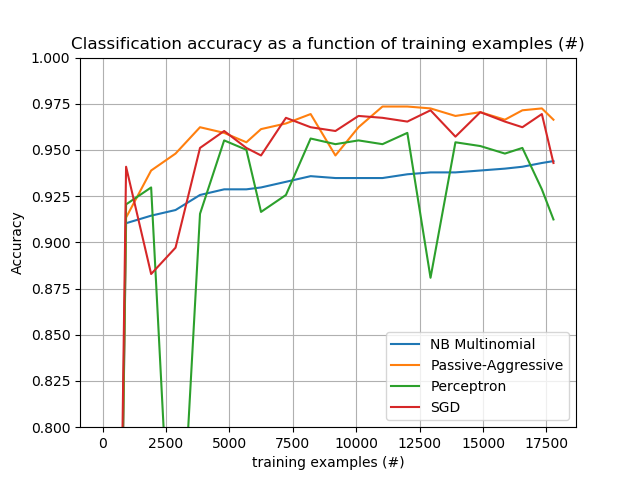 Classification accuracy as a function of training examples (#)
1.000
0.975
0.950
0.925
0.900
0.875
0.850
0.825
0.800
Accuracy
NB Multinomial
Passive-Aggressive
Perceptron
SGD
0 2500 5000 7500 10000 12500 15000 17500
training examples (#)